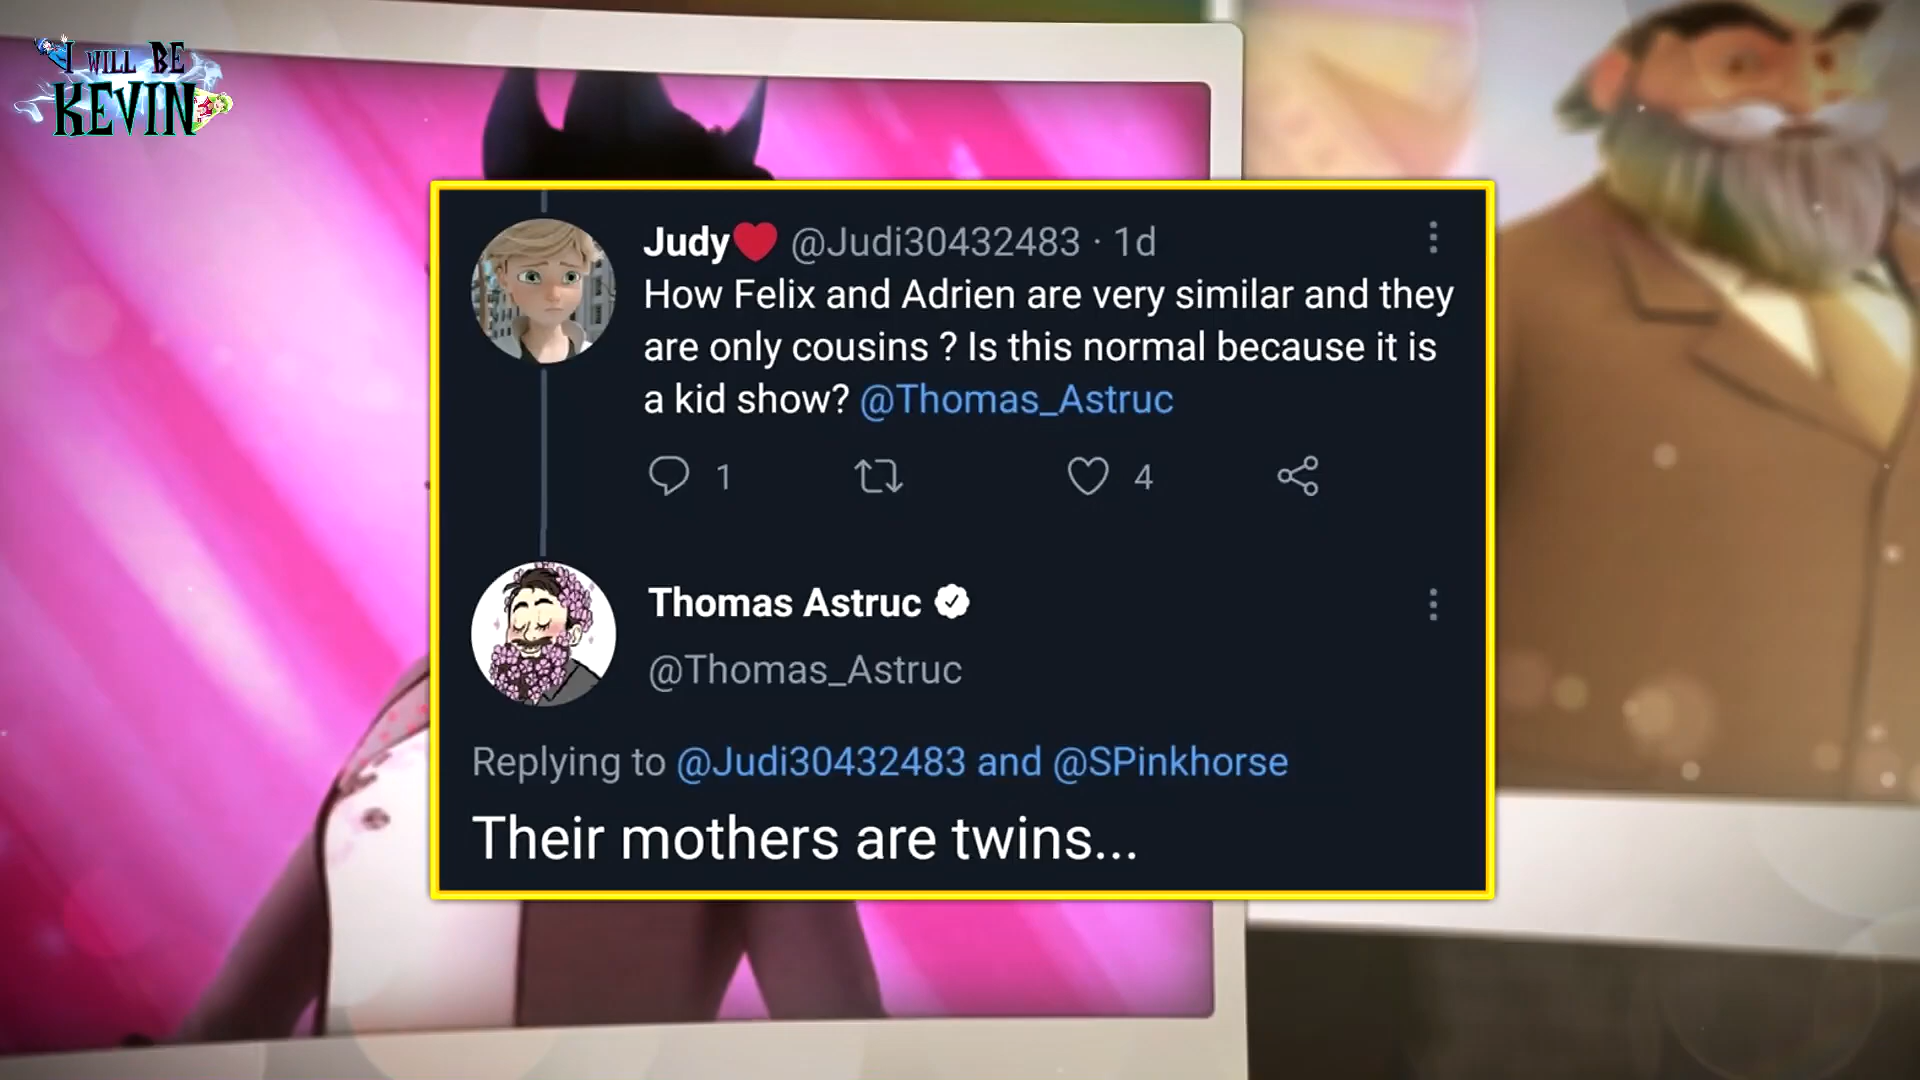 I WILL BE
KEVIN
Judy❤️ @Judi30432483 · 1d
How Felix and Adrien are very similar and they
are only cousins ? Is this normal because it is
a kid show? @Thomas_Astruc
1 4
Thomas Astruc
@Thomas_Astruc
Replying to @Judi30432483 and @SPinkhorse
Their mothers are twins...